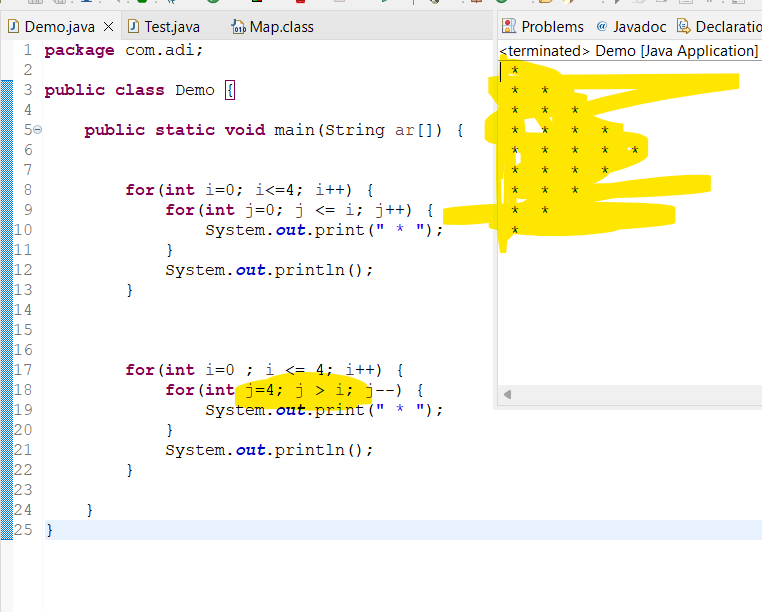 Demo.java Test.java Map.class
1 package com.adi;
2
3 public class Demo {
4
5 public static void main(String ar[]) {
6
7
8 for(int i=0; i<=4; i++) {
9 for(int j=0; j <= i; j++) {
10 System.out.print(" * ");
11 }
12 System.out.println();
13 }
14
15
16
17 for(int i=0 ; i <= 4; i++) {
18 for(int j=4; j > i; j--) {
19 System.out.print(" * ");
20 }
21 System.out.println();
22 }
23
24 }
25 }
Problems @ Javadoc Declaratio
<terminated> Demo [Java Application]
*
* *
* * *
* * * *
* * * * *
* * * *
* * *
* *
*